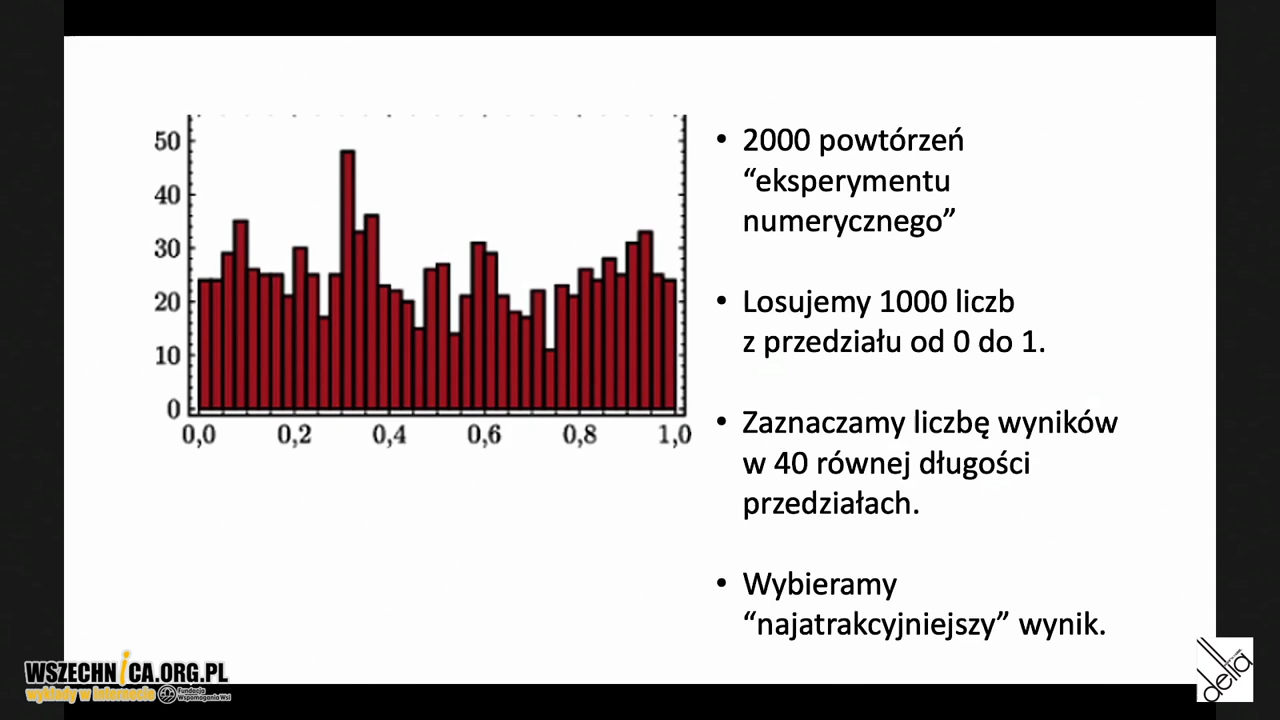 50
40
30
20
10
0
0,0 0,2 0,4 0,6 0,8 1,0
• 2000 powtórzeń
“eksperymentu
numerycznego”
• Losujemy 1000 liczb
z przedziału od 0 do 1.
• Zaznaczamy liczbę wyników
w 40 równej długości
przedziałach.
• Wybieramy
“najatrakcyjniejszy” wynik.
WSZECHNICA.ORG.PL
wykłady w internecie
Fundacja
Wspomagania Wsi
delta